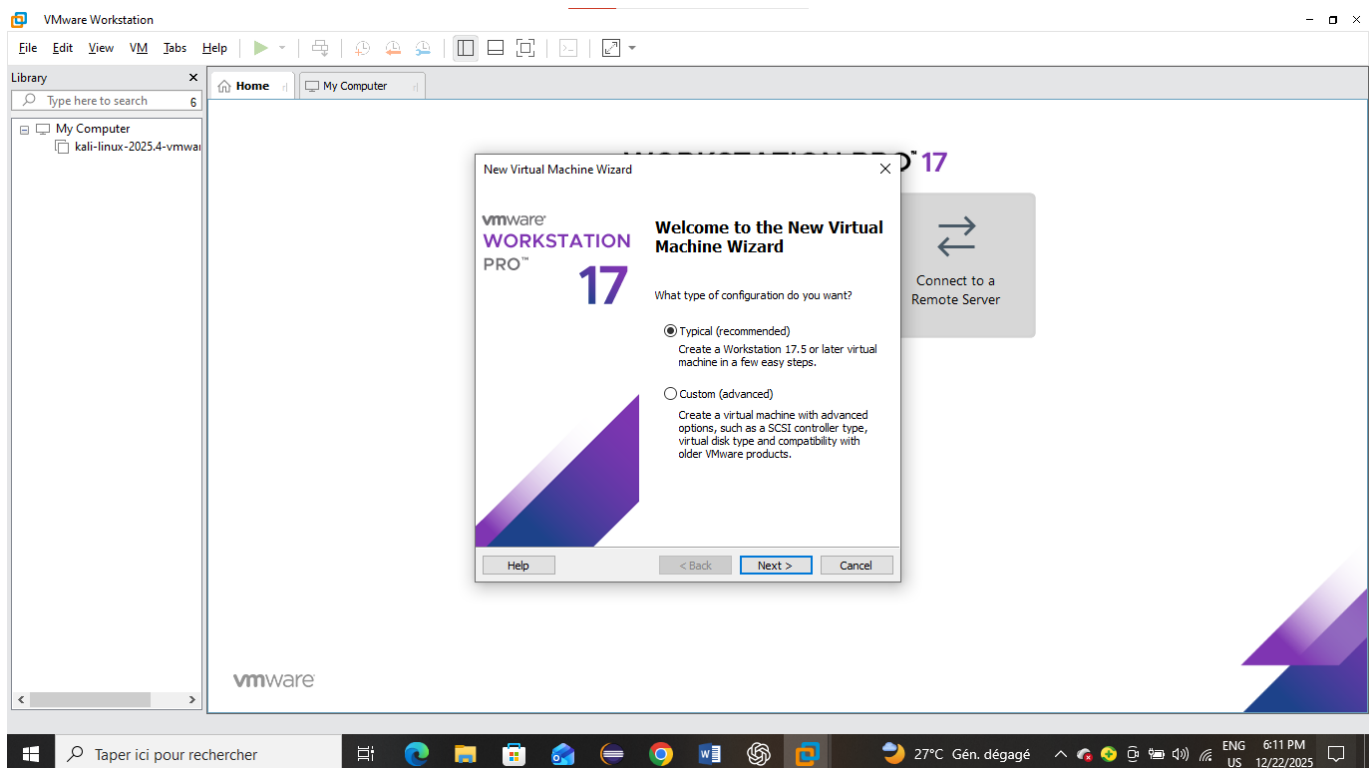 VMware Workstation
File Edit View VM Tabs Help
Library
Type here to search
Home
My Computer
My Computer
kali-linux-2025.4-vmwar
17
Connect to a
Remote Server
New Virtual Machine Wizard
vmware
WORKSTATION
PRO™
17
Welcome to the New Virtual
Machine Wizard
What type of configuration do you want?
Typical (recommended)
Create a Workstation 17.5 or later virtual
machine in a few easy steps.
Custom (advanced)
Create a virtual machine with advanced
options, such as a SCSI controller type,
virtual disk type and compatibility with
older VMware products.
Help < Back Next > Cancel
vmware
Taper ici pour rechercher
27°C Gén. dégagé
ENG
US
6:11 PM
12/22/2025